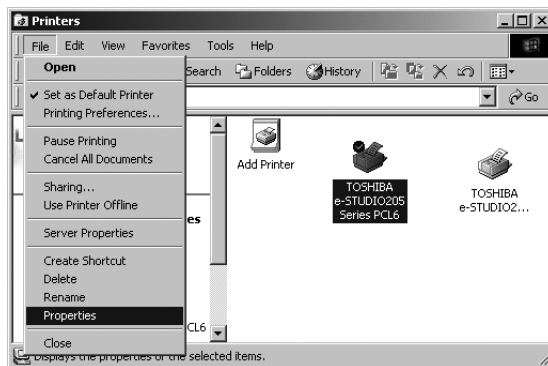 Printers
File Edit View Favorites Tools Help
Search Folders History
Go
Open
Set as Default Printer
Printing Preferences...
Pause Printing
Cancel All Documents
Sharing...
Use Printer Offline
Server Properties
Create Shortcut
Delete
Rename
Properties
Close
es
CL6
Add Printer
TOSHIBA
e-STUDIO205
Series PCL6
TOSHIBA
e-STUDIO2...
Displays the properties of the selected items.